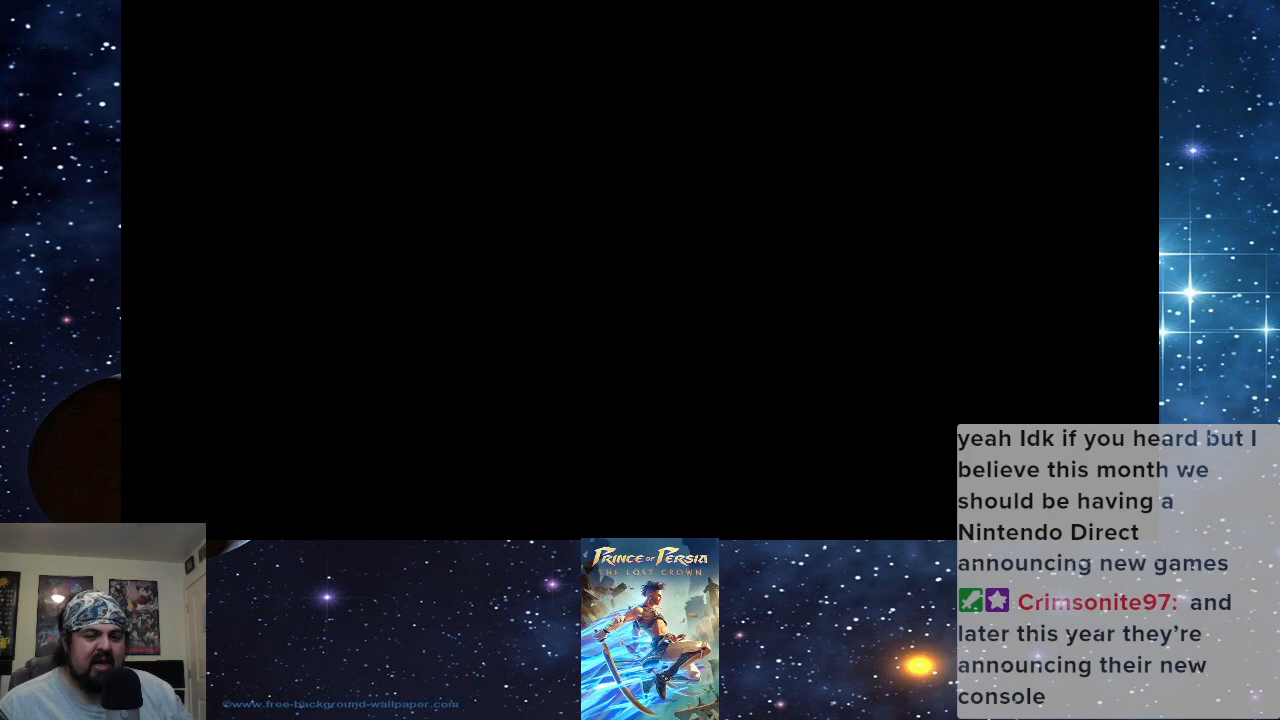 yeah Idk if you heard but I
believe this month we
should be having a
Nintendo Direct
announcing new games
Crimsonite97: and
later this year they're
announcing their new
console
PRINCE OF PERSIA
THE LOST CROWN
©www.free-background-wallpaper.com